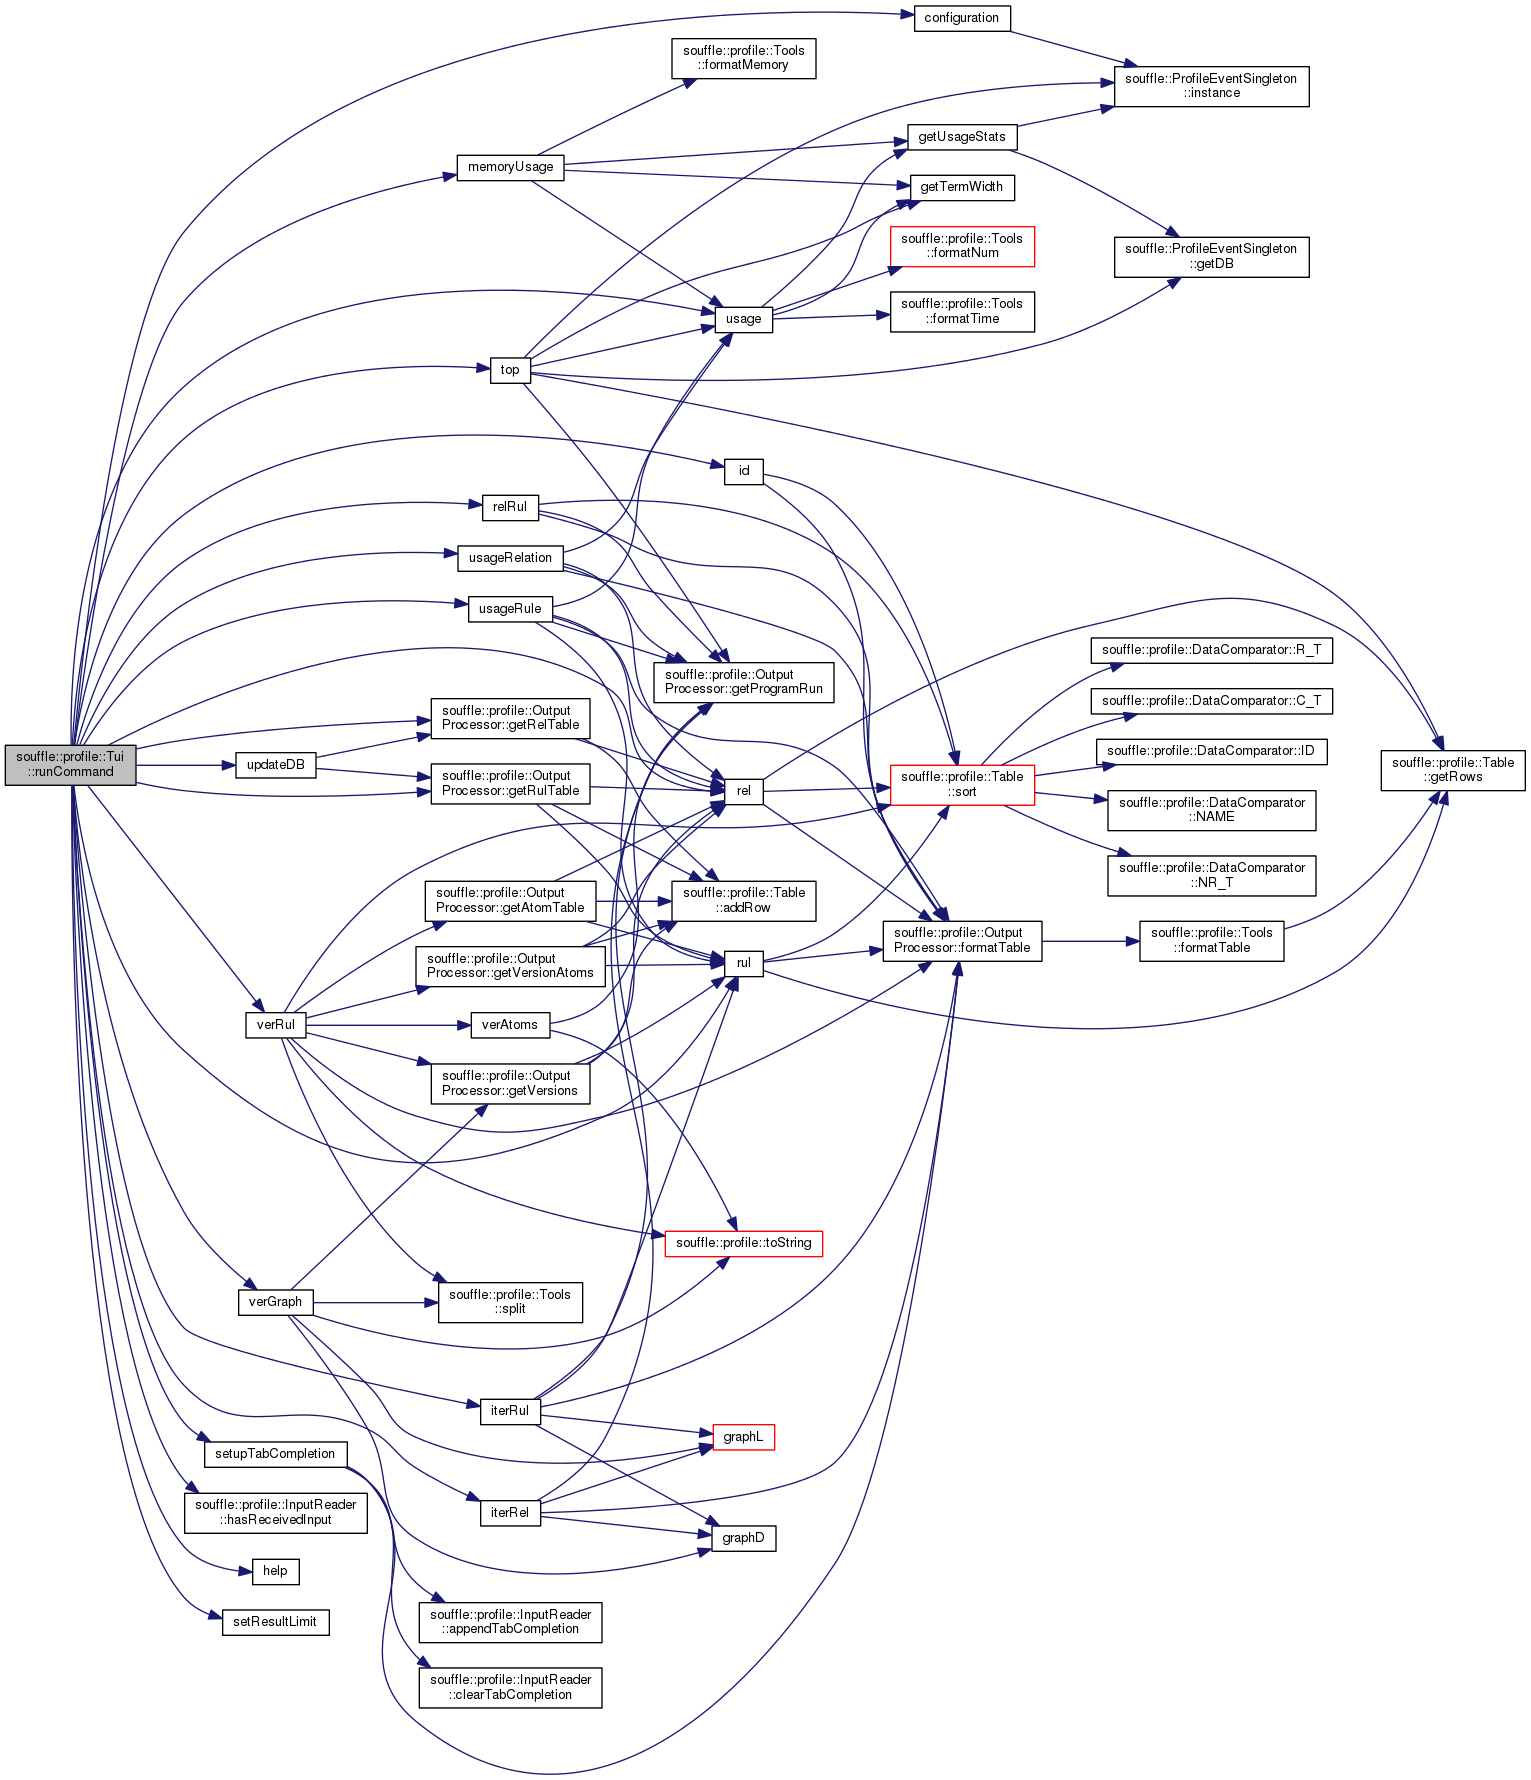 configuration
souffle::profile::Tools
::formatMemory
souffle::ProfileEventSingleton
::instance
getUsageStats
memoryUsage
getTermWidth
souffle::profile::Tools
::formatNum
souffle::ProfileEventSingleton
::getDB
souffle::profile::Tools
::formatTime
usage
top
id
relRul
usageRelation
usageRule
souffle::profile::DataComparator::R_T
souffle::profile::Output
Processor::getProgramRun
souffle::profile::DataComparator::C_T
souffle::profile::Output
Processor::getRelTable
souffle::profile::DataComparator::ID
souffle::profile::Tui
::runCommand
updateDB
souffle::profile::Output
Processor::getRulTable
rel
souffle::profile::Table
::sort
souffle::profile::Table
::getRows
souffle::profile::DataComparator
::NAME
souffle::profile::DataComparator
::NR_T
souffle::profile::Output
Processor::getAtomTable
souffle::profile::Table
::addRow
souffle::profile::Output
Processor::formatTable
souffle::profile::Tools
::formatTable
souffle::profile::Output
Processor::getVersionAtoms
rul
verRul
verAtoms
souffle::profile::Output
Processor::getVersions
souffle::profile::toString
verGraph
souffle::profile::Tools
::split
iterRul
graphL
setupTabCompletion
souffle::profile::InputReader
::hasReceivedInput
iterRel
graphD
help
setResultLimit
souffle::profile::InputReader
::appendTabCompletion
souffle::profile::InputReader
::clearTabCompletion